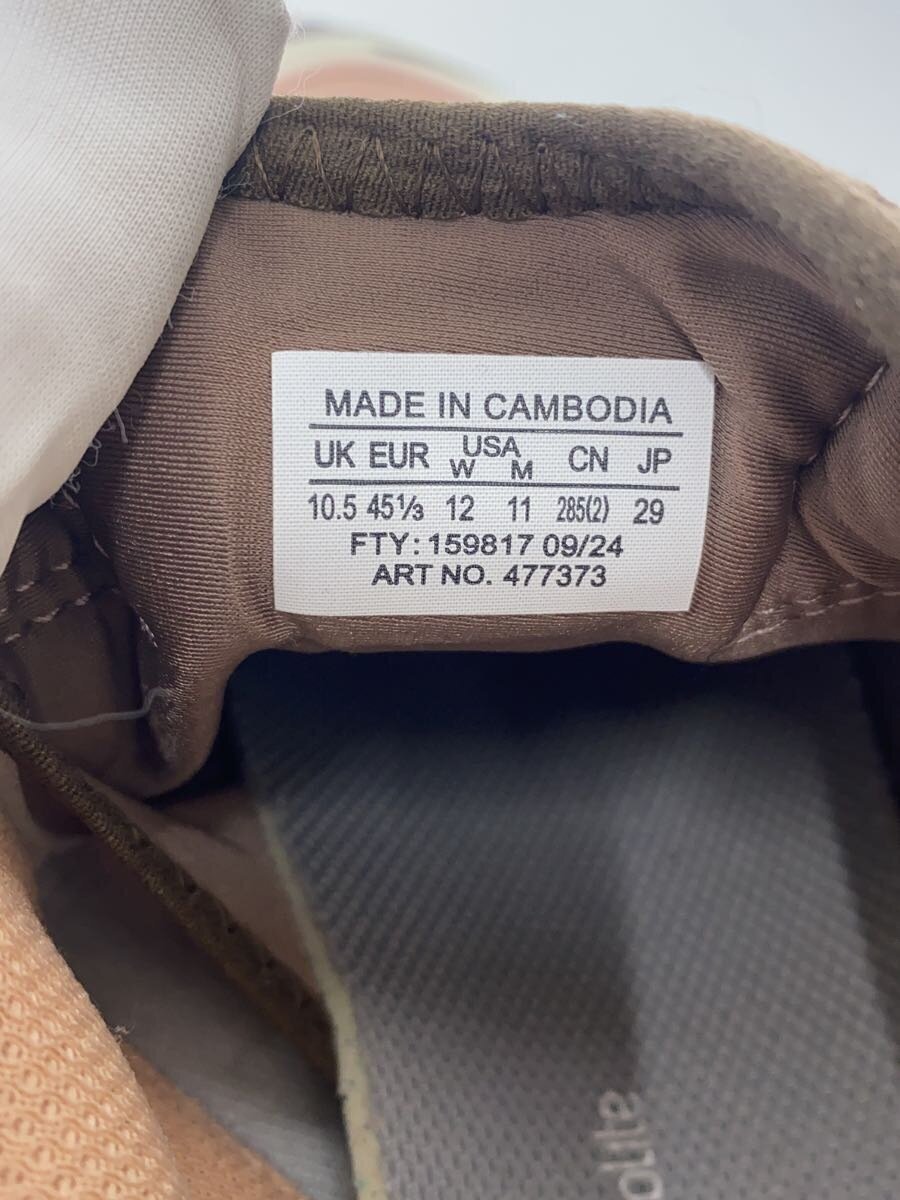 MADE IN CAMBODIA
UK EUR USA W M CN JP
10.5 45⅓ 12 11 285(2) 29
FTY: 159817 09/24
ART NO. 477373